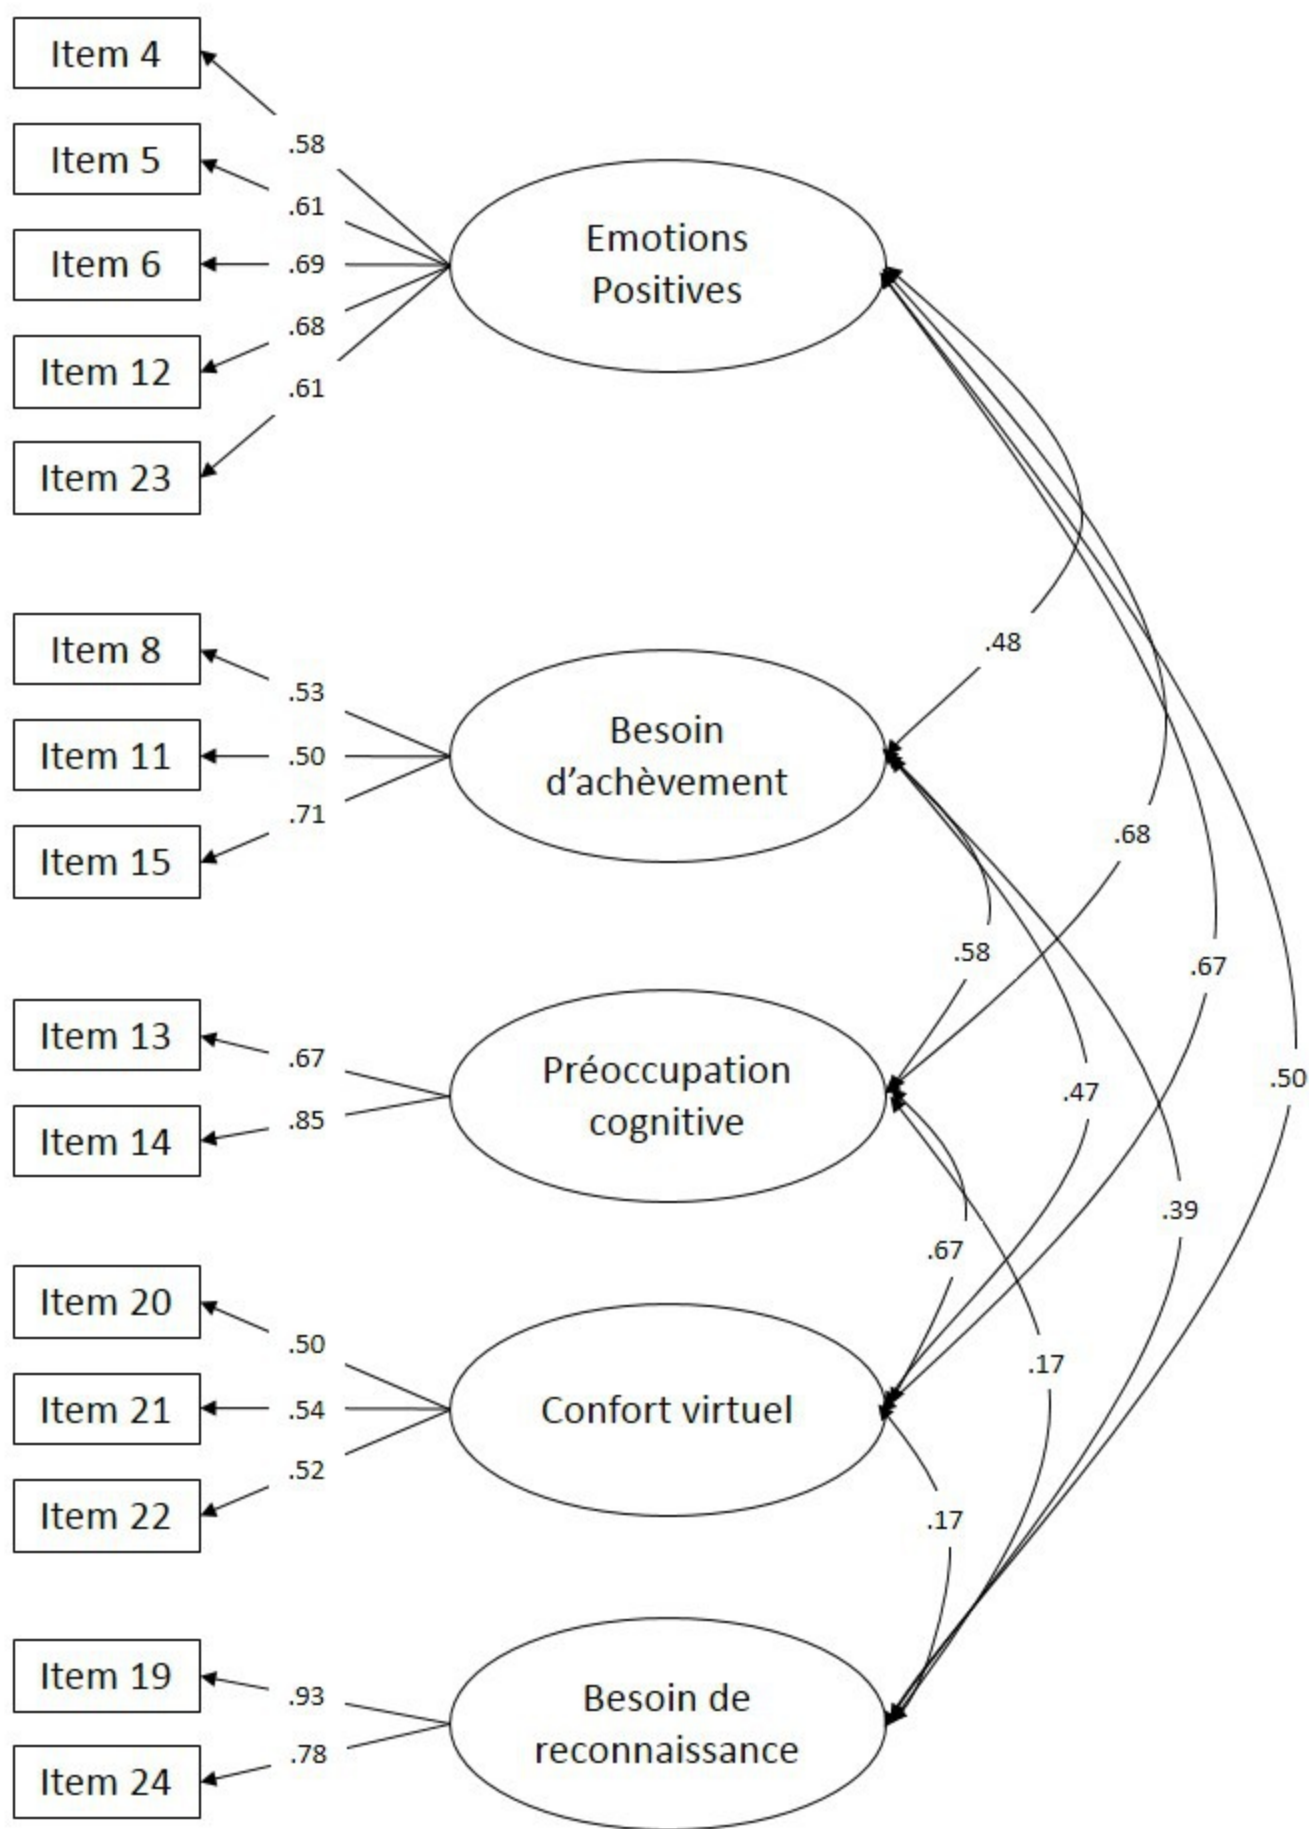 Item 4
Item 5
Item 6
Item 12
Item 23
.58
.61
.69
.68
.61
Emotions
Positives
Item 8
Item 11
Item 15
.53
.50
.71
Besoin
d’achèvement
Item 13
Item 14
.67
.85
Préoccupation
cognitive
Item 20
Item 21
Item 22
.50
.54
.52
Confort virtuel
Item 19
Item 24
.93
.78
Besoin de
reconnaissance
.48
.68
.58
.67
.47
.50
.39
.67
.17
.17